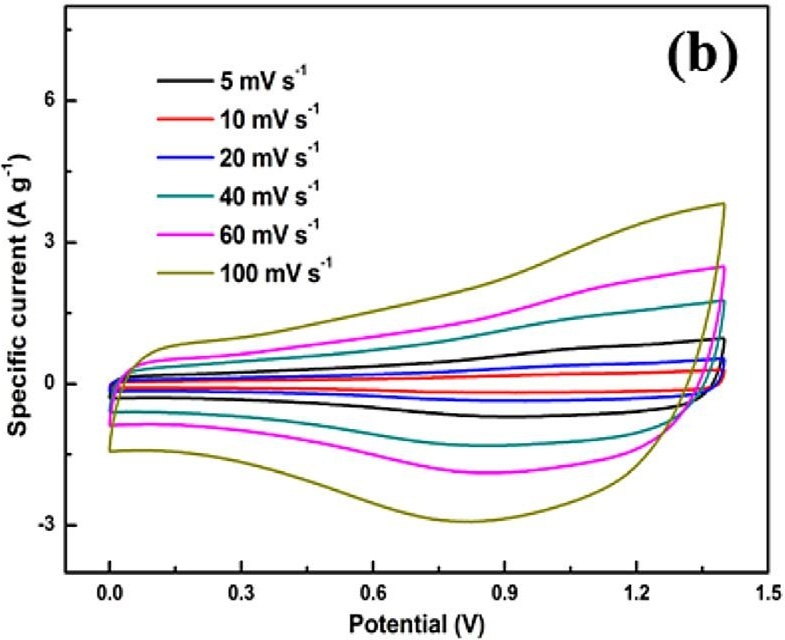 (b)
5 mV s⁻¹
10 mV s⁻¹
20 mV s⁻¹
40 mV s⁻¹
60 mV s⁻¹
100 mV s⁻¹
Specific current (A g⁻¹)
6
3
0
-3
0.0 0.3 0.6 0.9 1.2 1.5
Potential (V)